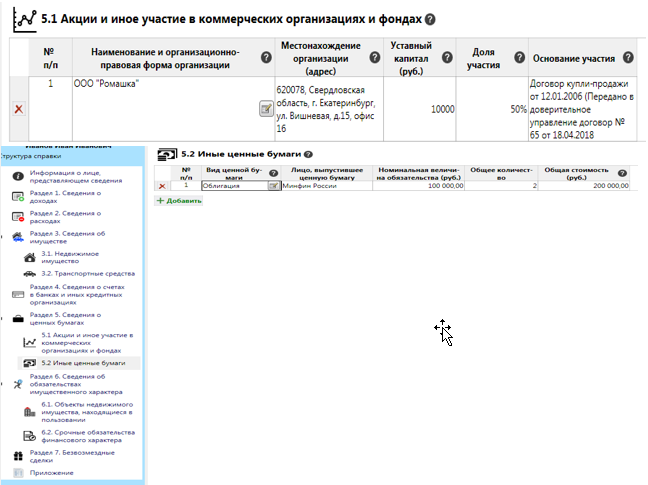 5.1 Акции и иное участие в коммерческих организациях и фондах
№
п/п
Наименование и организационно-
правовая форма организации
Местонахождение
организации
(адрес)
Уставный
капитал
(руб.)
Доля
участия
Основание участия
1
ООО "Ромашка"
620078, Свердловская
область, г. Екатеринбург,
ул. Вишневая, д.15, офис
16
10000
50%
Договор купли-продажи
от 12.01.2006 (Передано в
доверительное
управление договор №
65 от 18.04.2018
Иванов Иван Иванович
Структура справки
Информация о лице,
представляющем сведения
Раздел 1. Сведения о
доходах
Раздел 2. Сведения о
расходах
Раздел 3. Сведения об
имуществе
3.1. Недвижимое
имущество
3.2. Транспортные средства
Раздел 4. Сведения о счетах
в банках и иных кредитных
организациях
Раздел 5. Сведения о
ценных бумагах
5.1 Акции и иное участие в
коммерческих
организациях и фондах
5.2 Иные ценные бумаги
Раздел 6. Сведения об
обязательствах
имущественного характера
6.1. Объекты недвижимого
имущества, находящиеся в
пользовании
6.2. Срочные обязательства
финансового характера
Раздел 7. Безвозмездные
сделки
Приложение
5.2 Иные ценные бумаги
№
п/п
Вид ценной бу-
маги
Лицо, выпустившее
ценную бумагу
Номинальная величи-
на обязательства (руб.)
Общее количест-
во
Общая стоимость
(руб.)
1
Облигация
Минфин России
100 000,00
2
200 000,00
Добавить